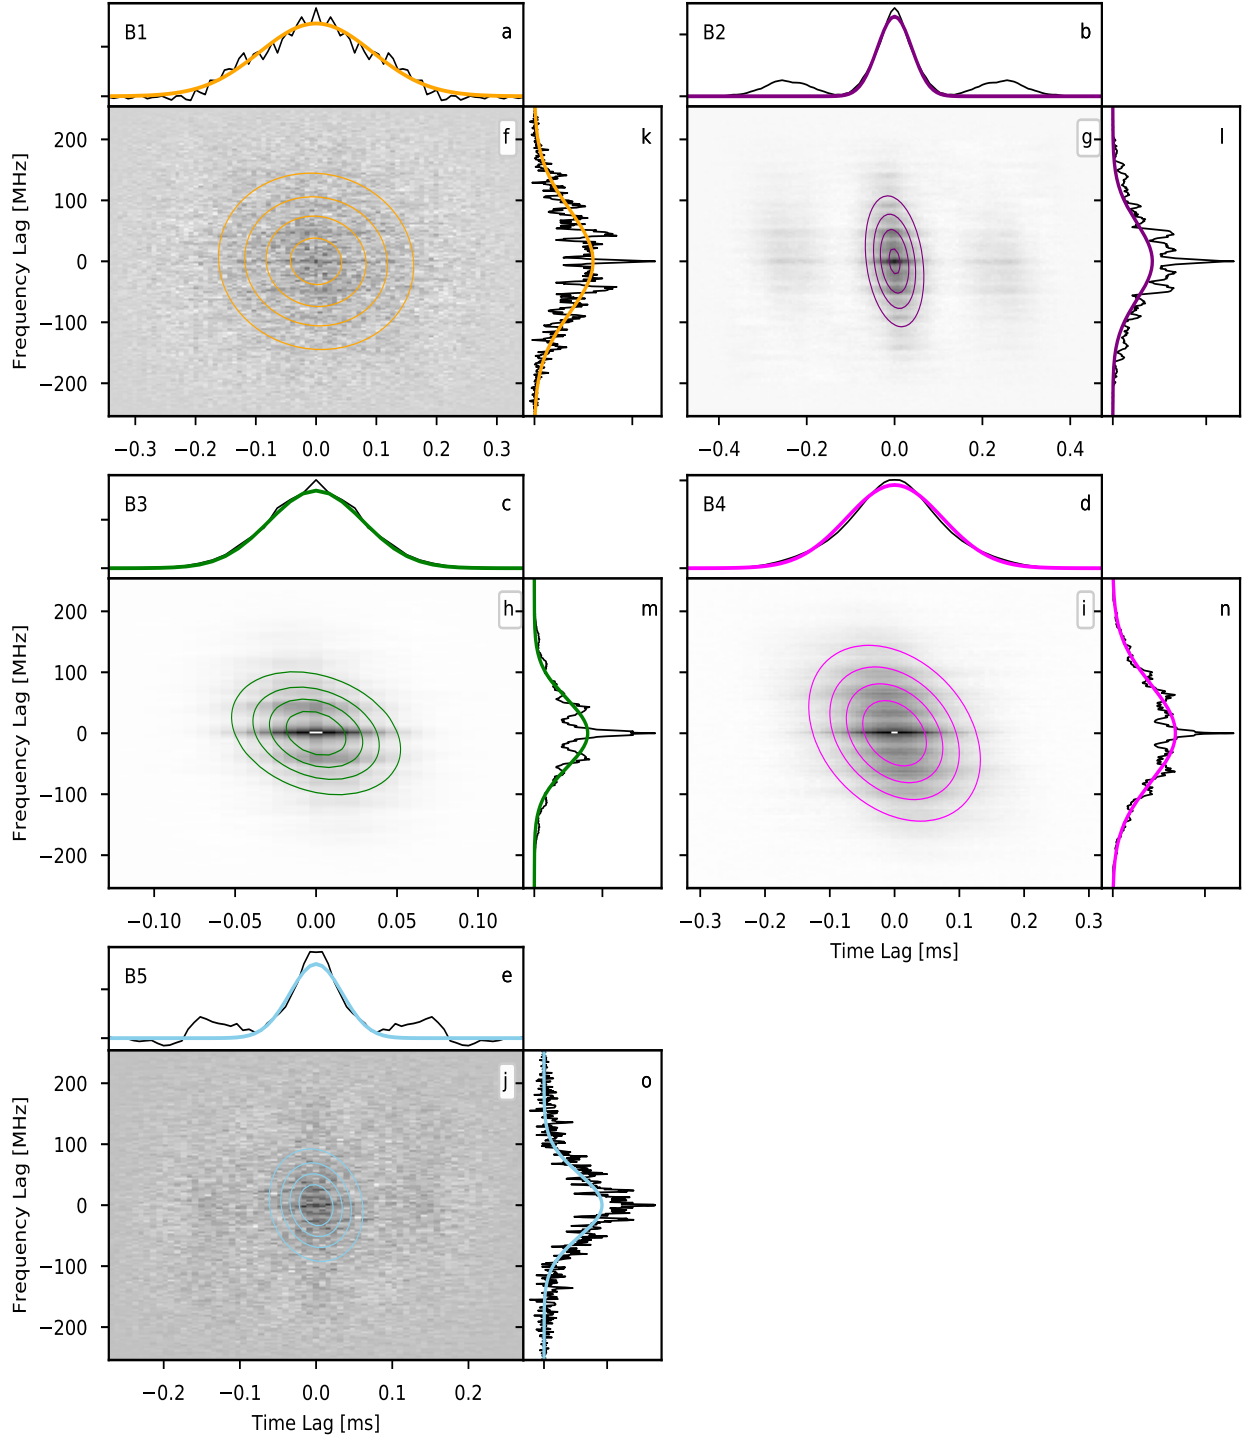 B1 a B2 b
200 f k g l
100
0
−100
−200
Frequency Lag [MHz]
−0.3 −0.2 −0.1 0.0 0.1 0.2 0.3 −0.4 −0.2 0.0 0.2 0.4
B3 c B4 d
200 h m i n
100
0
−100
−200
Frequency Lag [MHz]
−0.10 −0.05 0.00 0.05 0.10 −0.3 −0.2 −0.1 0.0 0.1 0.2 0.3
Time Lag [ms]
B5 e
200 j o
100
0
−100
−200
Frequency Lag [MHz]
−0.2 −0.1 0.0 0.1 0.2
Time Lag [ms]